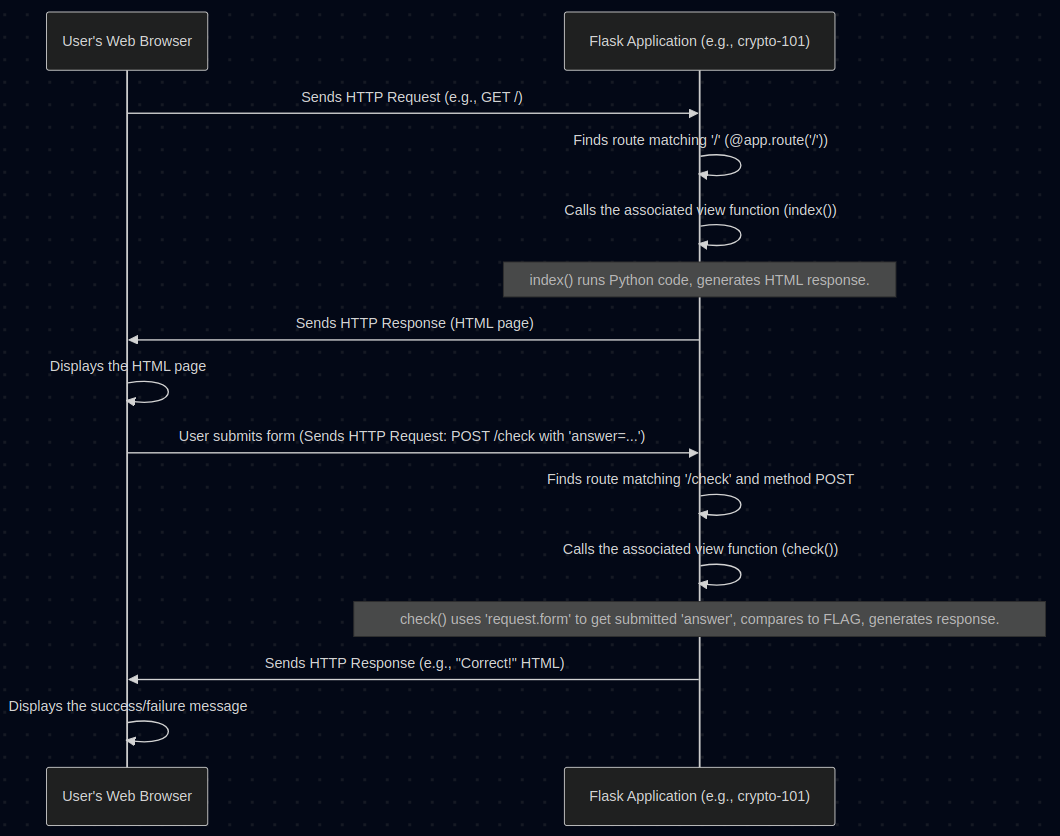 User's Web Browser
Flask Application (e.g., crypto-101)
Sends HTTP Request (e.g., GET /)
Finds route matching '/' (@app.route('/'))
Calls the associated view function (index())
index() runs Python code, generates HTML response.
Sends HTTP Response (HTML page)
Displays the HTML page
User submits form (Sends HTTP Request: POST /check with 'answer=...')
Finds route matching '/check' and method POST
Calls the associated view function (check())
check() uses 'request.form' to get submitted 'answer', compares to FLAG, generates response.
Sends HTTP Response (e.g., "Correct!" HTML)
Displays the success/failure message
User's Web Browser
Flask Application (e.g., crypto-101)